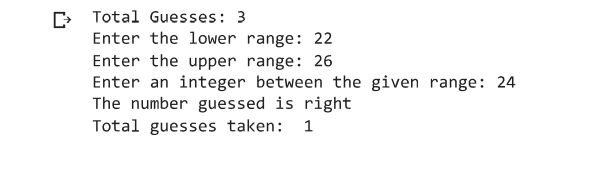 Total Guesses: 3
Enter the lower range: 22
Enter the upper range: 26
Enter an integer between the given range: 24
The number guessed is right
Total guesses taken:  1